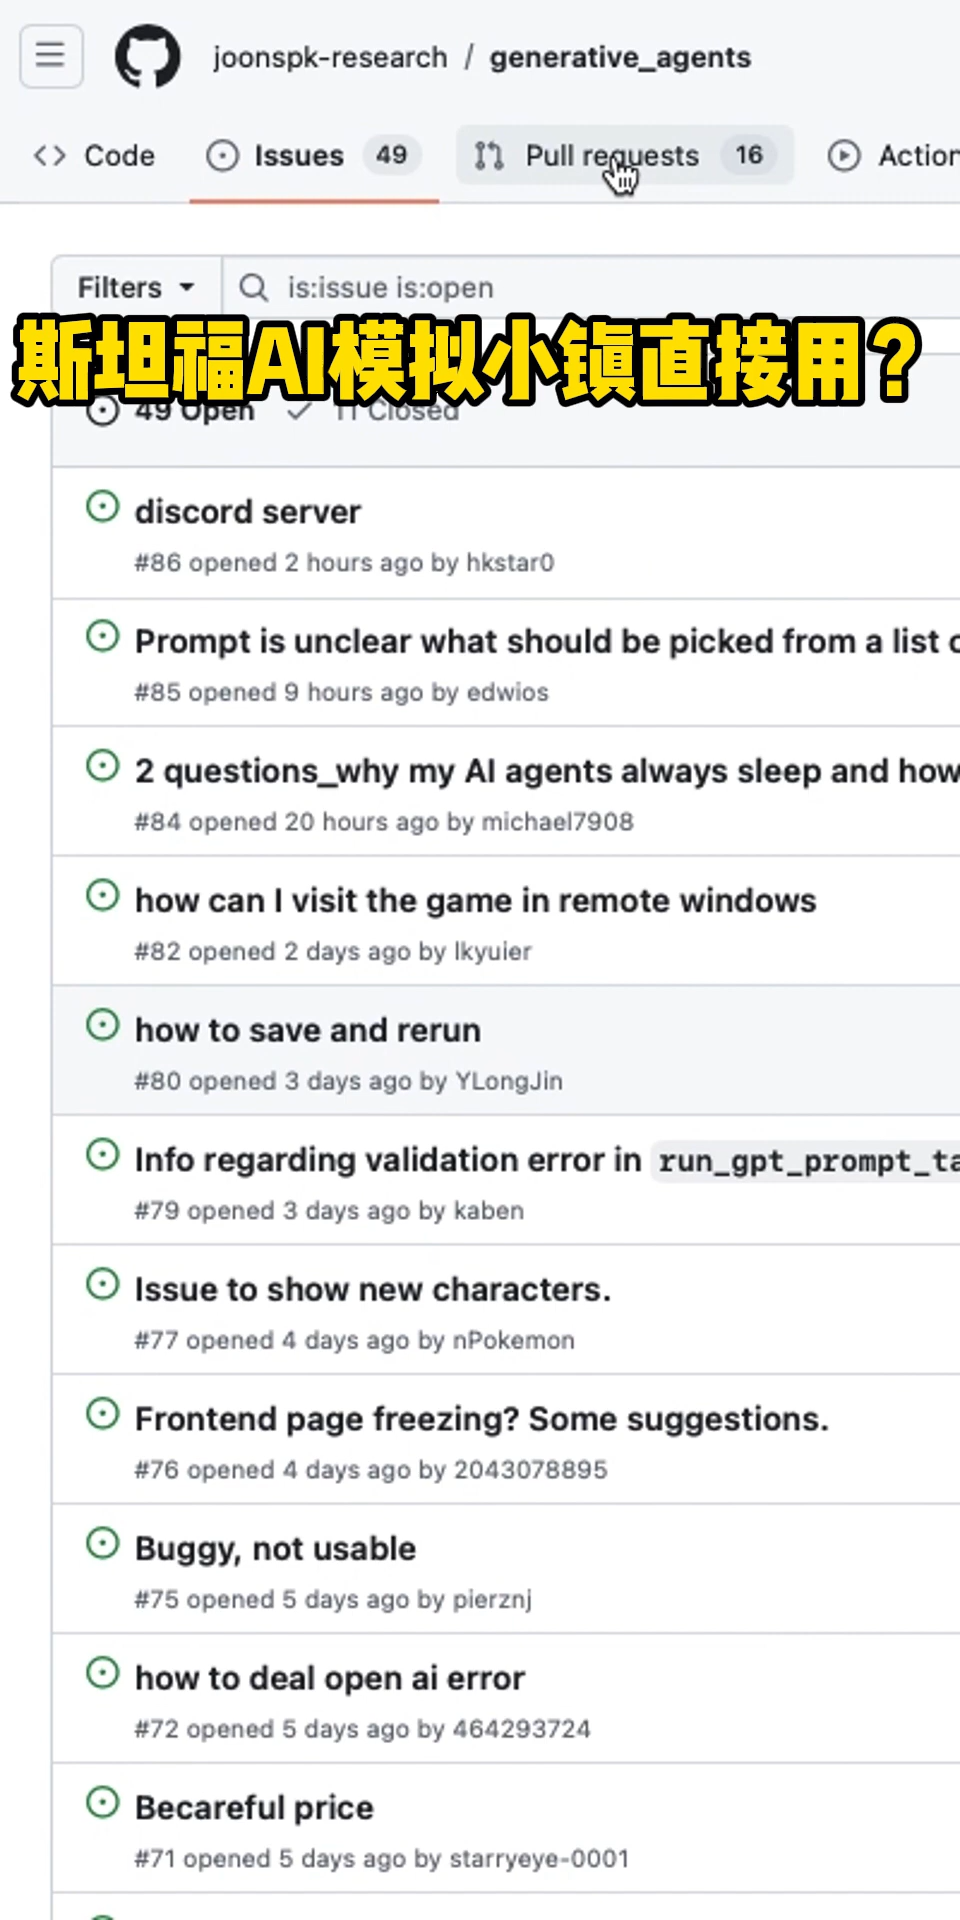 joonspk-research / generative_agents
Code Issues 49 Pull requests 16 Action
Filters is:issue is:open
斯坦福AI模拟小鎮直接用?
49 Open 11 Closed
discord server
#86 opened 2 hours ago by hkstar0
Prompt is unclear what should be picked from a list
#85 opened 9 hours ago by edwios
2 questions_why my AI agents always sleep and how
#84 opened 20 hours ago by michael7908
how can I visit the game in remote windows
#82 opened 2 days ago by lkyuier
how to save and rerun
#80 opened 3 days ago by YLongJin
Info regarding validation error in run_gpt_prompt_ta
#79 opened 3 days ago by kaben
Issue to show new characters.
#77 opened 4 days ago by nPokemon
Frontend page freezing? Some suggestions.
#76 opened 4 days ago by 2043078895
Buggy, not usable
#75 opened 5 days ago by pierznj
how to deal open ai error
#72 opened 5 days ago by 464293724
Becareful price
#71 opened 5 days ago by starryeye-0001